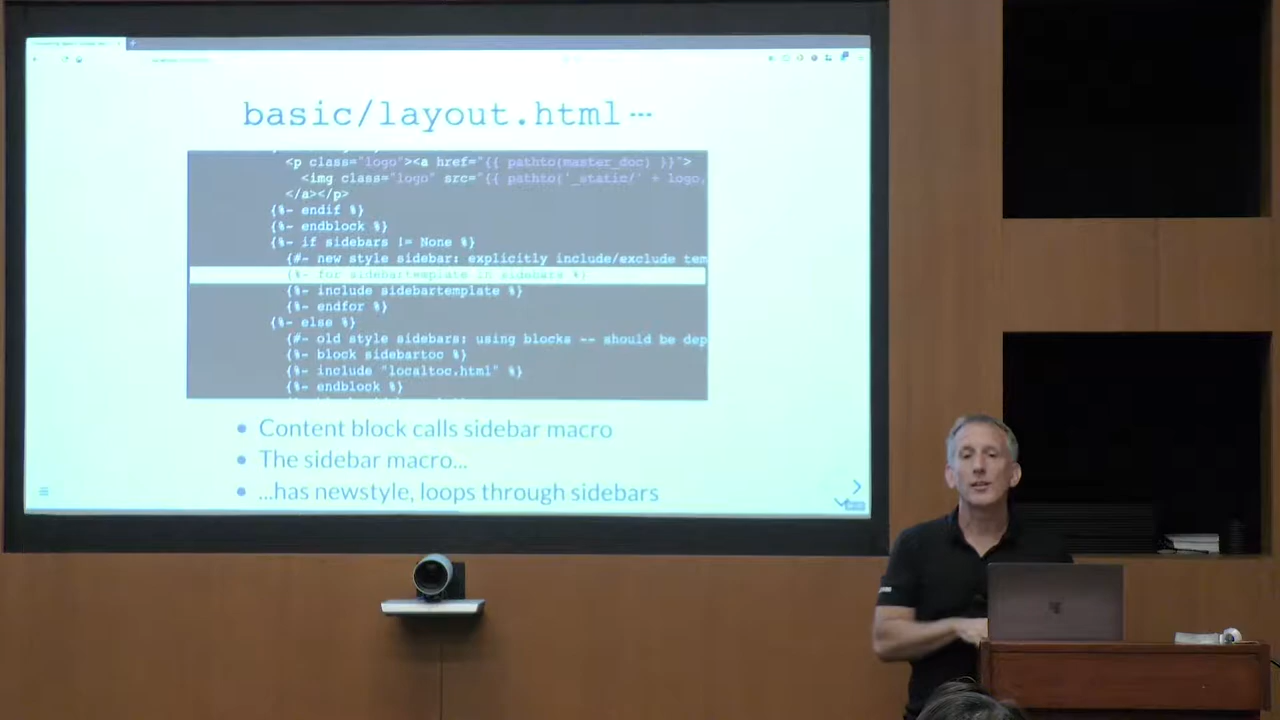 basic/layout.html…
<p class="logo"><a href="{{ pathto(master_doc) }}">
<img class="logo" src="{{ pathto('_static/' + logo,
</a></p>
{%- endif %}
{%- endblock %}
{%- if sidebars != None %}
{#- new style sidebar: explicitly include/exclude tem
{%- for sidebartemplate in sidebars %}
{%- include sidebartemplate %}
{%- endfor %}
{%- else %}
{#- old style sidebars: using blocks -- should be dep
{%- block sidebartoc %}
{%- include "localtoc.html" %}
{%- endblock %}
• Content block calls sidebar macro
• The sidebar macro...
• ...has newstyle, loops through sidebars